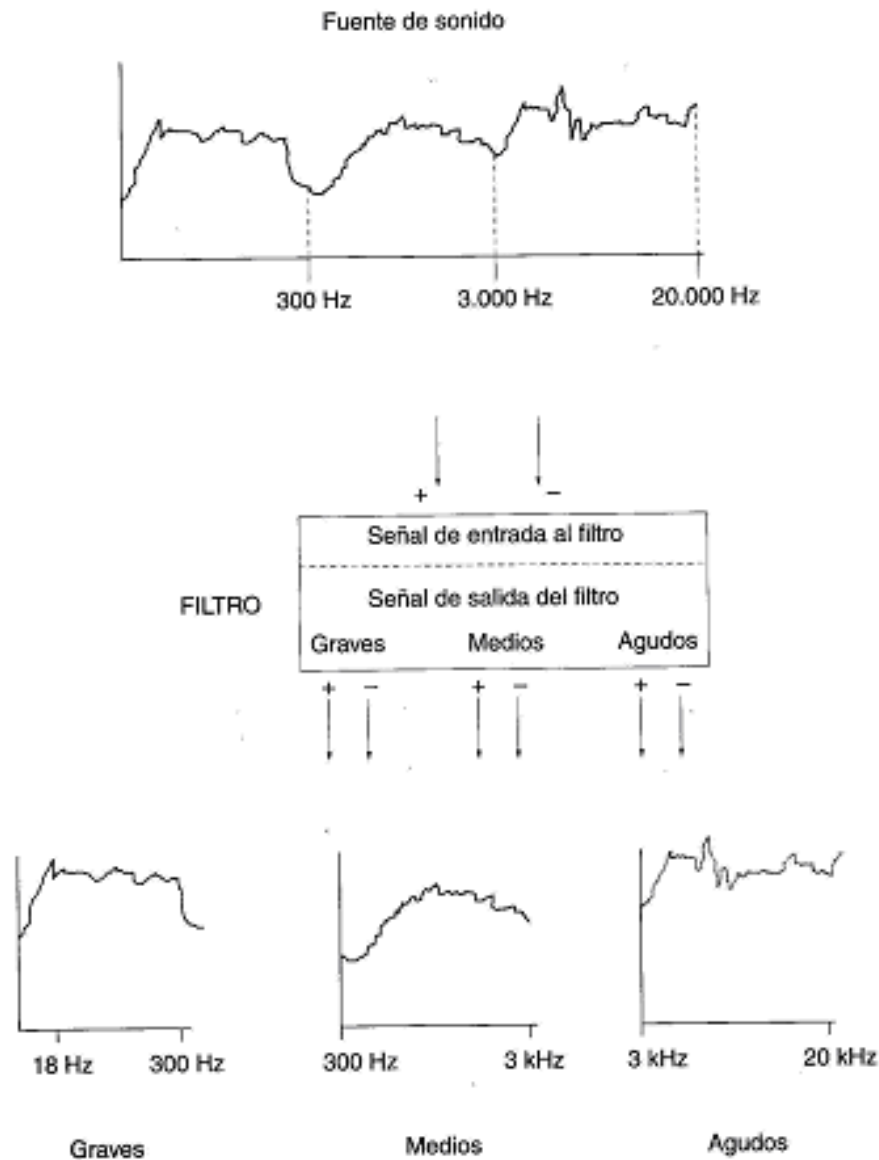 Fuente de sonido
300 Hz 3.000 Hz 20.000 Hz
+ −
Señal de entrada al filtro
FILTRO
Señal de salida del filtro
Graves Medios Agudos
+ − + − + −
18 Hz 300 Hz 300 Hz 3 kHz 3 kHz 20 kHz
Graves Medios Agudos